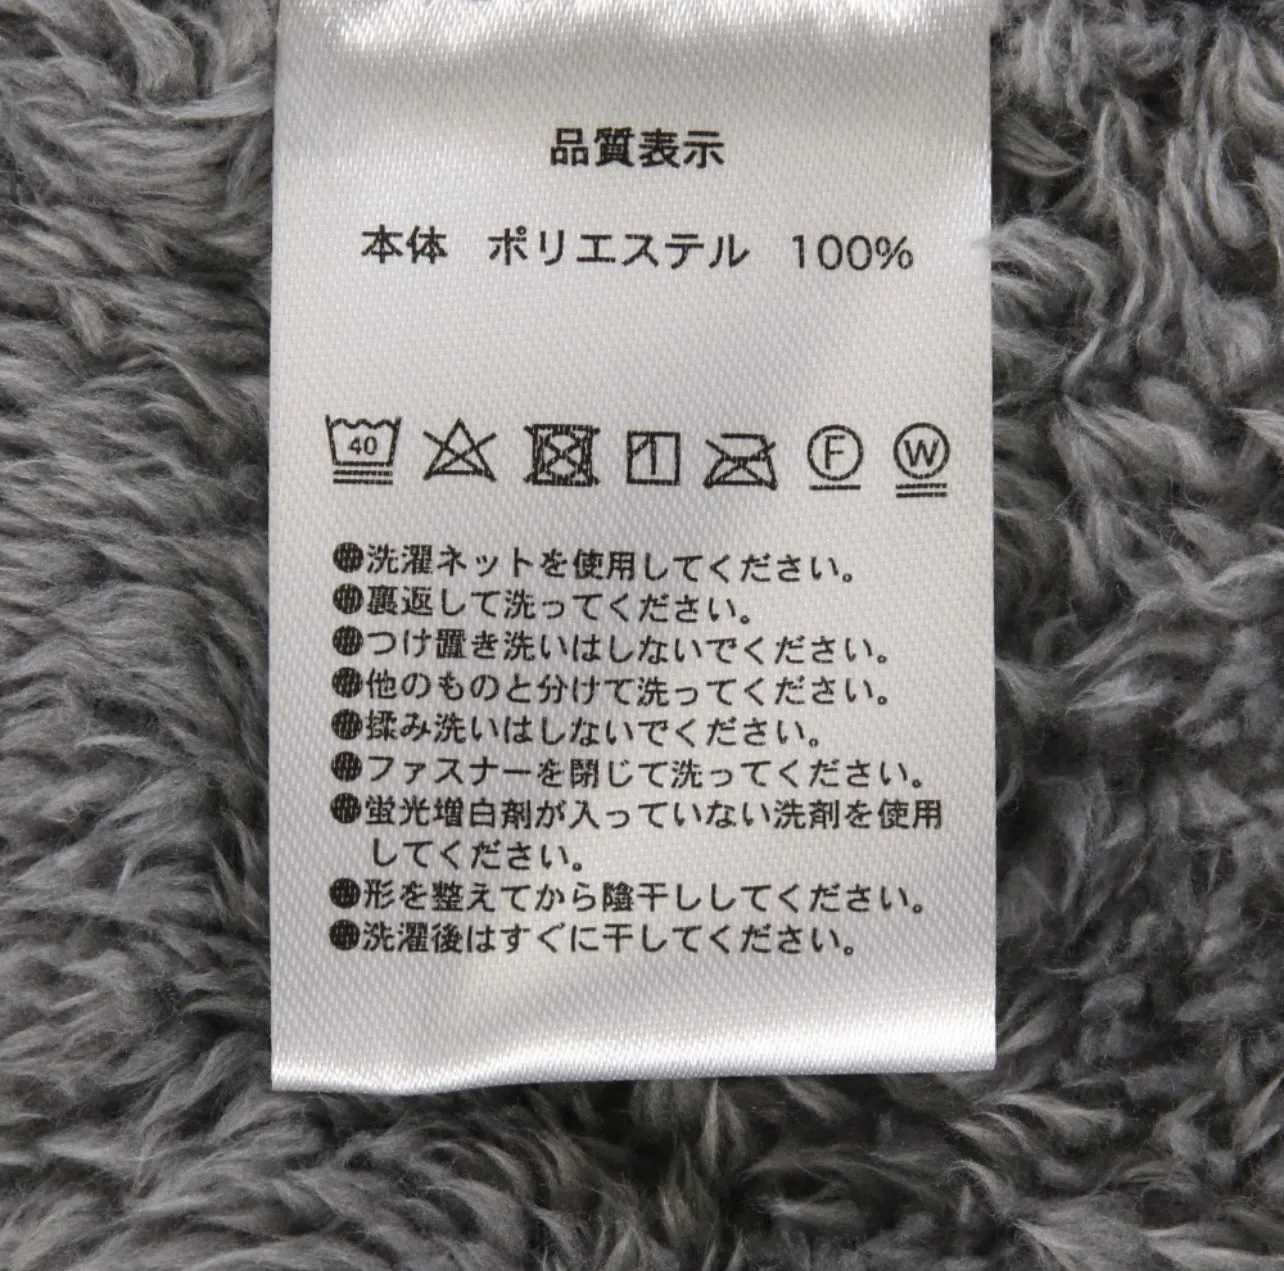 品質表示
本体 ポリエステル 100%
40 F W
●洗濯ネットを使用してください。
●裏返して洗ってください。
●つけ置き洗いはしないでください。
●他のものと分けて洗ってください。
●揉み洗いはしないでください。
●ファスナーを閉じて洗ってください。
●蛍光増白剤が入っていない洗剤を使用
してください。
●形を整えてから陰干ししてください。
●洗濯後はすぐに干してください。